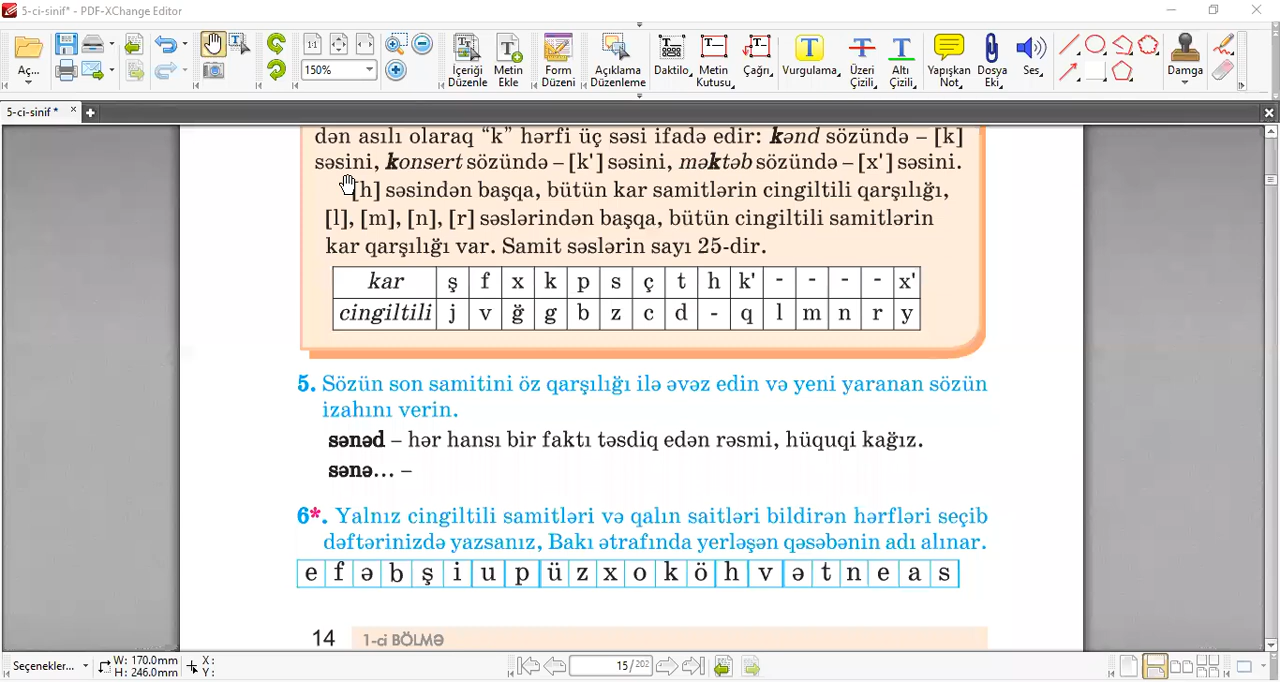 5-ci-sinif* - PDF-XChange Editor
Aç...
150%
İçeriği Düzenle
Metin Ekle
Form Düzeni
Açıklama Düzenleme
Daktilo
Metin Kutusu
Çağrı
Vurgulama
Üzeri Çizili
Altı Çizili
Yapışkan Not
Dosya Eki
Ses
Damga
5-ci-sinif *
dən asılı olaraq “k” hərfi üç səsi ifadə edir: kənd sözündə – [k]
səsini, konsert sözündə – [k'] səsini, məktəb sözündə – [x'] səsini.
[h] səsindən başqa, bütün kar samitlərin cingiltili qarşılığı,
[l], [m], [n], [r] səslərindən başqa, bütün cingiltili samitlərin
kar qarşılığı var. Samit səslərin sayı 25-dir.
kar ş f x k p s ç t h k' - - - - x'
cingiltili j v ğ g b z c d - q l m n r y
5. Sözün son samitini öz qarşılığı ilə əvəz edin və yeni yaranan sözün
izahını verin.
sənəd – hər hansı bir faktı təsdiq edən rəsmi, hüquqi kağız.
sənə... –
6*. Yalnız cingiltili samitləri və qalın saitləri bildirən hərfləri seçib
dəftərinizdə yazsanız, Bakı ətrafında yerləşən qəsəbənin adı alınar.
e f ə b ş i u p ü z x o k ö h v ə t n e a s
14 1-ci BÖLMƏ
Seçenekler... W: 170.0mm X: 15 / 202
H: 246.0mm Y: